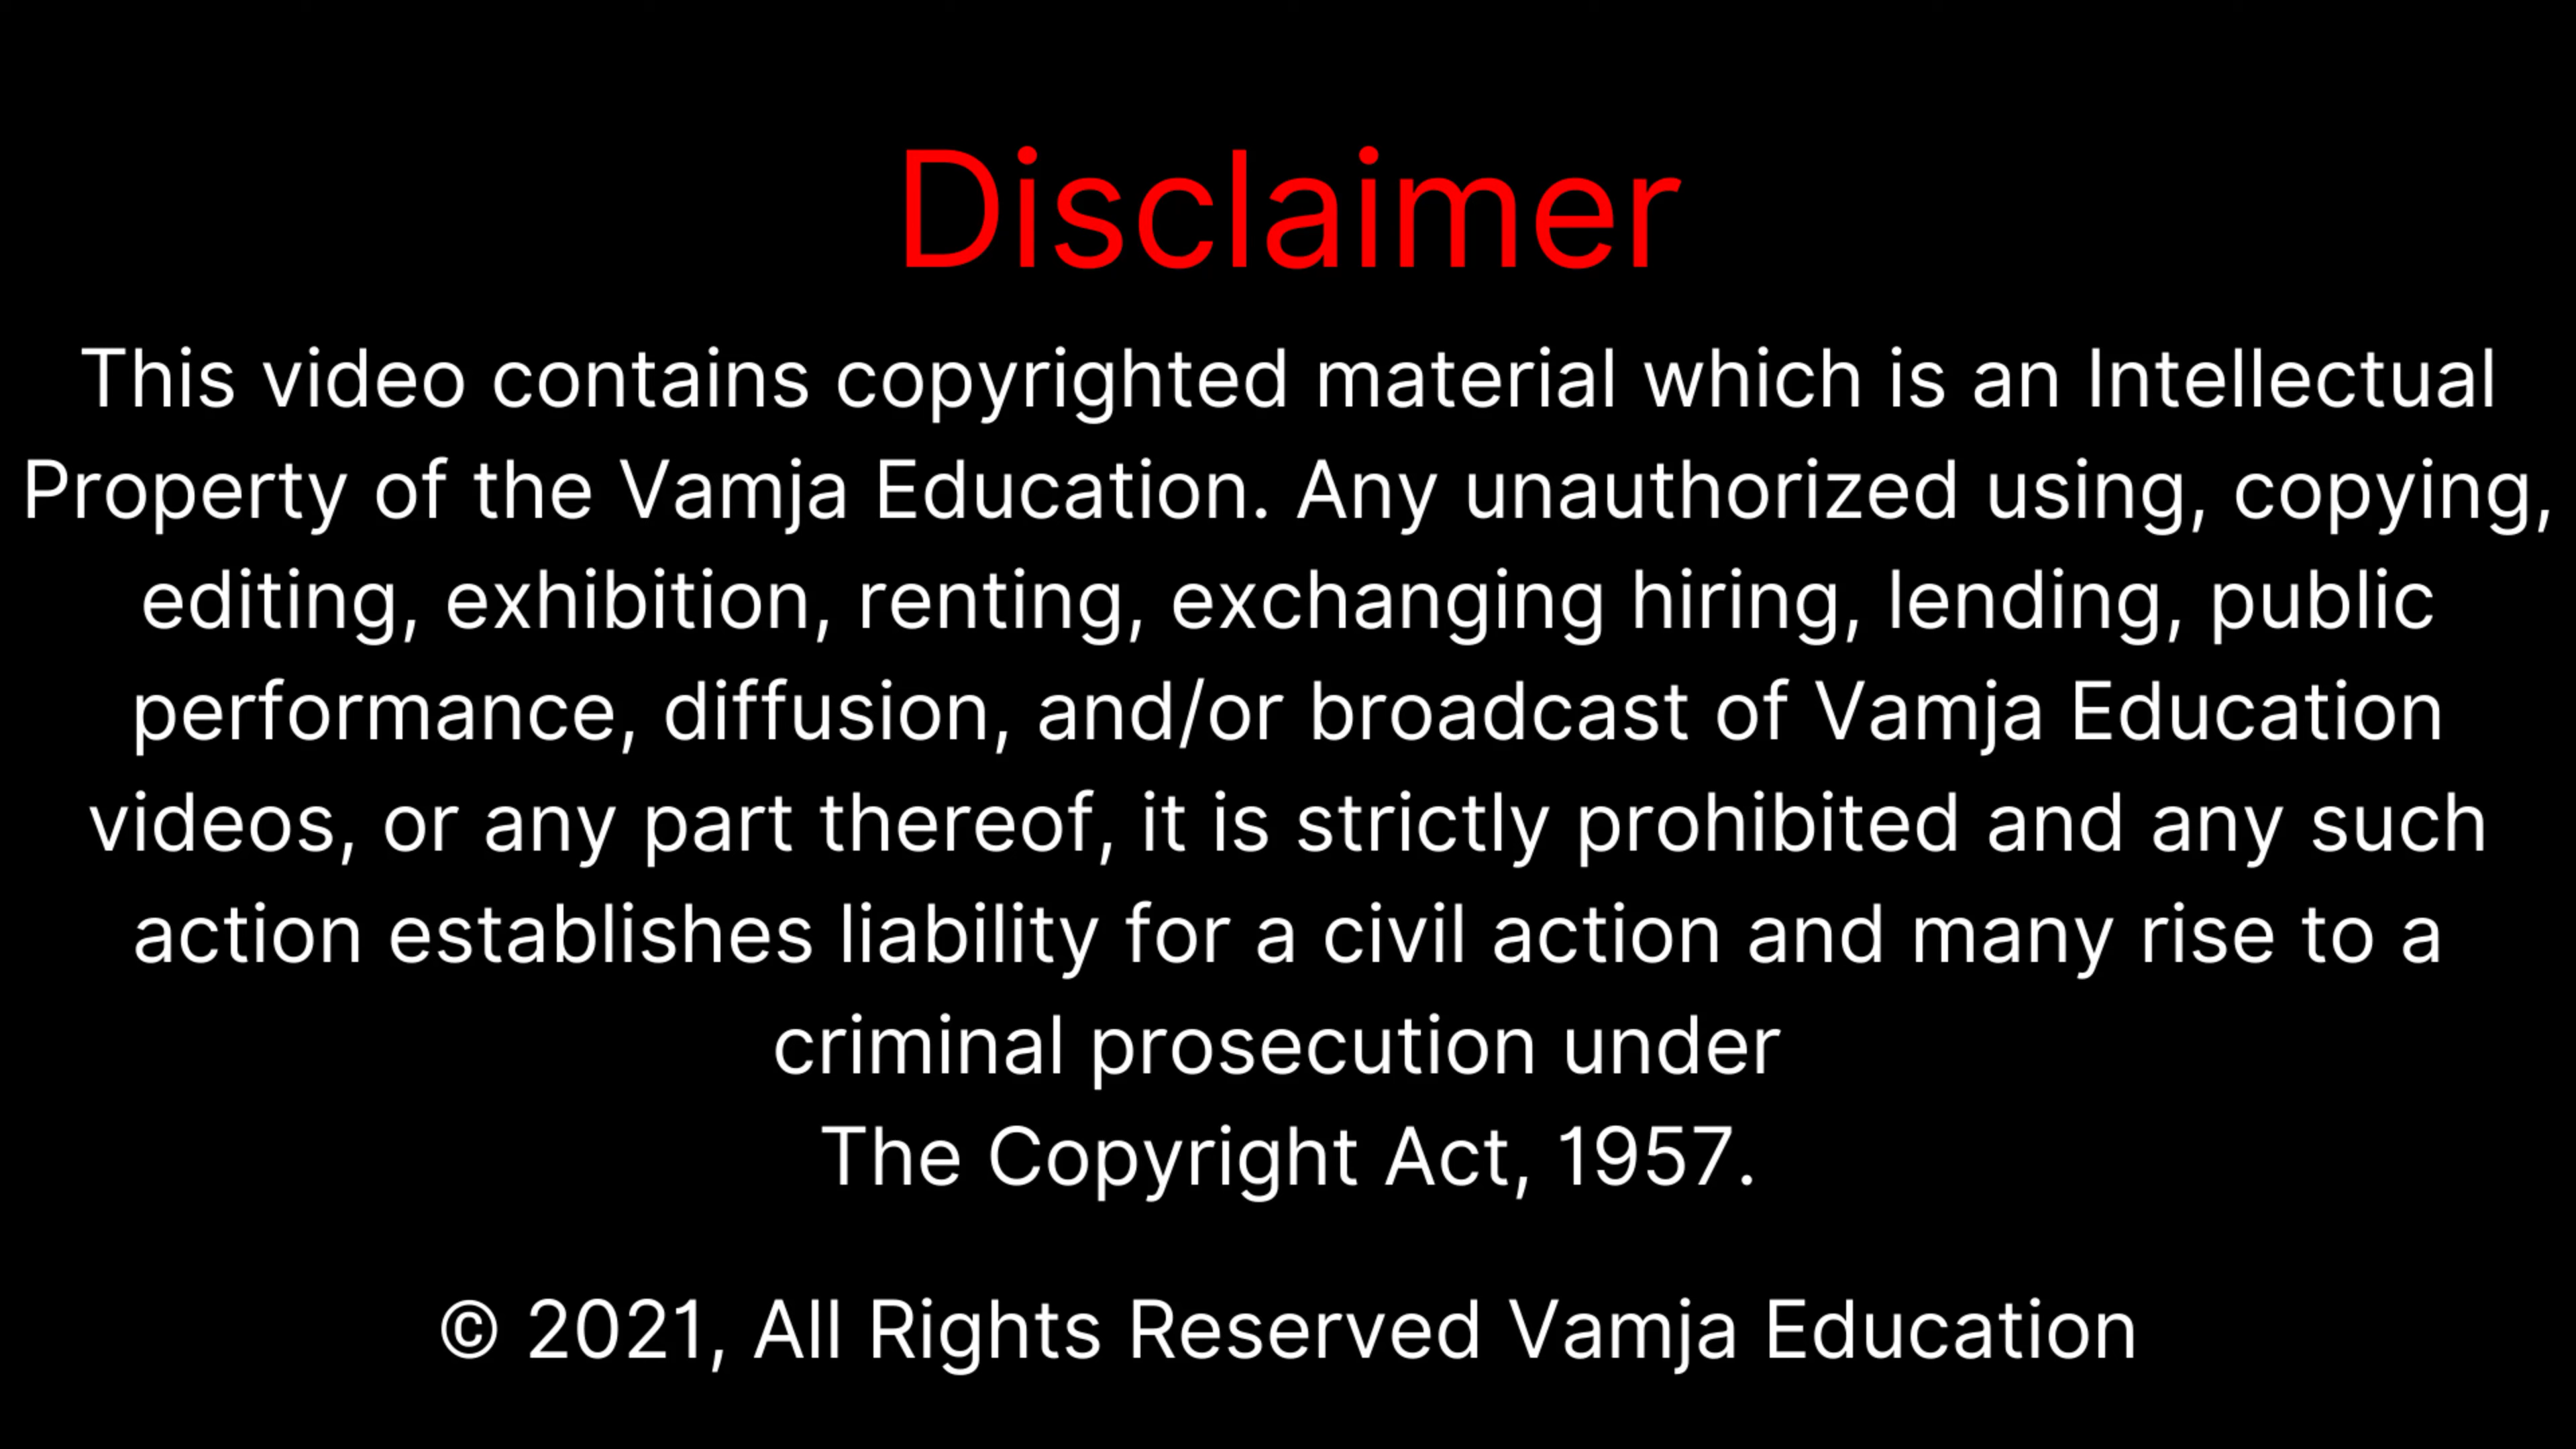 Disclaimer
This video contains copyrighted material which is an Intellectual
Property of the Vamja Education. Any unauthorized using, copying,
editing, exhibition, renting, exchanging hiring, lending, public
performance, diffusion, and/or broadcast of Vamja Education
videos, or any part thereof, it is strictly prohibited and any such
action establishes liability for a civil action and many rise to a
criminal prosecution under
The Copyright Act, 1957.
© 2021, All Rights Reserved Vamja Education